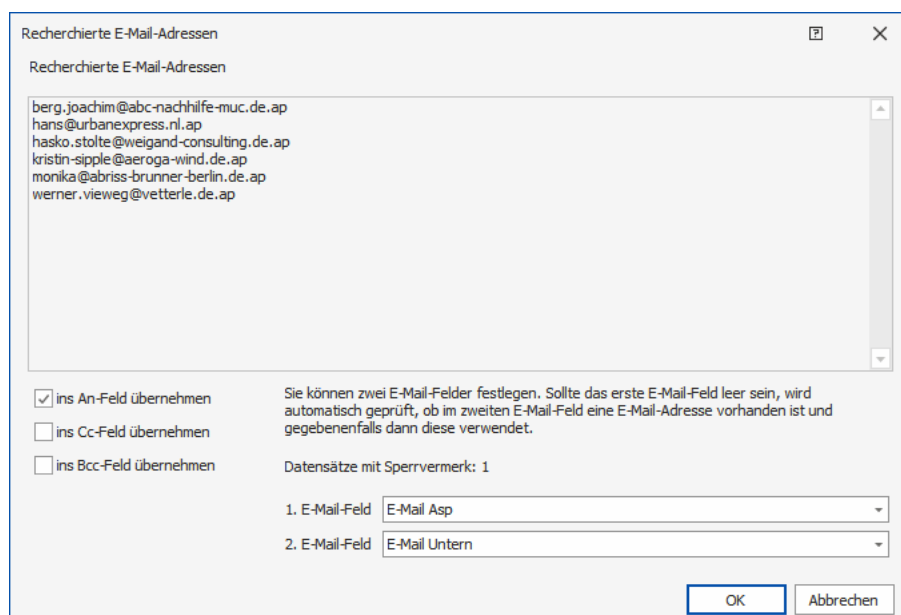 Recherchierte E-Mail-Adressen
Recherchierte E-Mail-Adressen
berg.joachim@abc-nachhilfe-muc.de.ap
hans@urbanexpress.nl.ap
hasko.stolte@weigand-consulting.de.ap
kristin-sipple@aeroga-wind.de.ap
monika@abriss-brunner-berlin.de.ap
werner.vieweg@vetterle.de.ap
ins An-Feld übernehmen
ins Cc-Feld übernehmen
ins Bcc-Feld übernehmen
Sie können zwei E-Mail-Felder festlegen. Sollte das erste E-Mail-Feld leer sein, wird
automatisch geprüft, ob im zweiten E-Mail-Feld eine E-Mail-Adresse vorhanden ist und
gegebenenfalls dann diese verwendet.
Datensätze mit Sperrvermerk: 1
1. E-Mail-Feld E-Mail Asp
2. E-Mail-Feld E-Mail Untern
OK Abbrechen